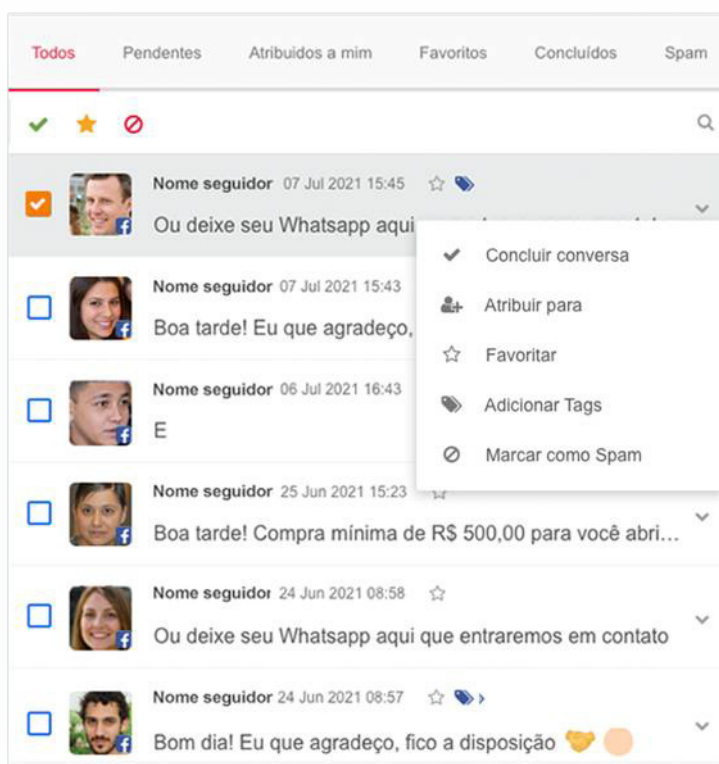 Todos Pendentes Atribuidos a mim Favoritos Concluídos Spam
Nome seguidor 07 Jul 2021 15:45
Ou deixe seu Whatsapp aqui
Concluir conversa
Atribuir para
Favoritar
Adicionar Tags
Marcar como Spam
Nome seguidor 07 Jul 2021 15:43
Boa tarde! Eu que agradeço,
Nome seguidor 06 Jul 2021 16:43
E
Nome seguidor 25 Jun 2021 15:23
Boa tarde! Compra mínima de R$ 500,00 para você abri...
Nome seguidor 24 Jun 2021 08:58
Ou deixe seu Whatsapp aqui que entraremos em contato
Nome seguidor 24 Jun 2021 08:57
Bom dia! Eu que agradeço, fico a disposição